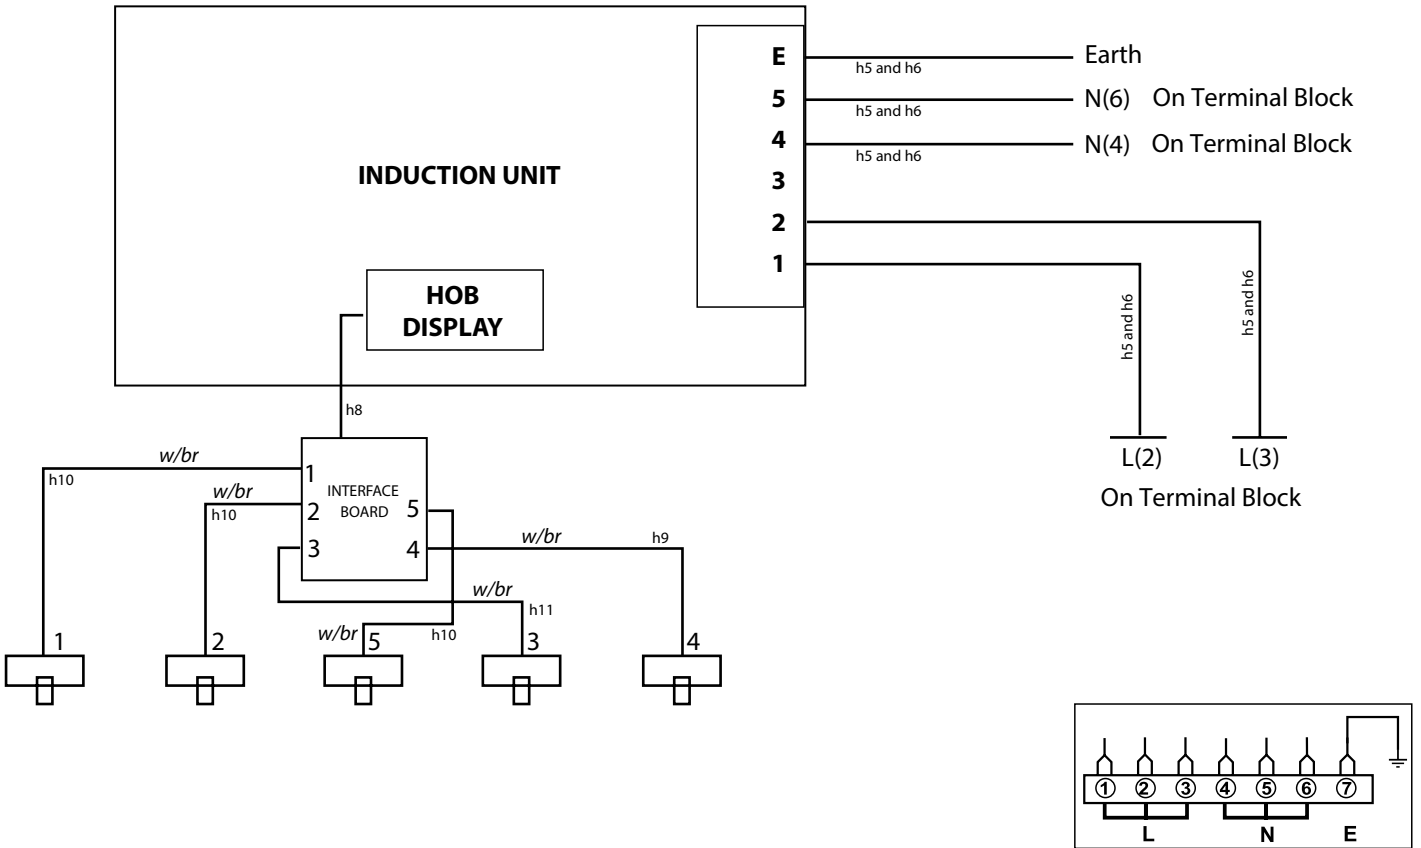 E
h5 and h6
Earth
5
h5 and h6
N(6) On Terminal Block
4
h5 and h6
N(4) On Terminal Block
INDUCTION UNIT
3
2
1
h5 and h6
h5 and h6
HOB
DISPLAY
h8
L(2)
L(3)
On Terminal Block
w/br
h10
1
INTERFACE
BOARD
w/br
h10
2
5
3
4
w/br
h9
w/br
h11
w/br
h10
1
2
5
3
4
1 2 3 4 5 6 7
L N E